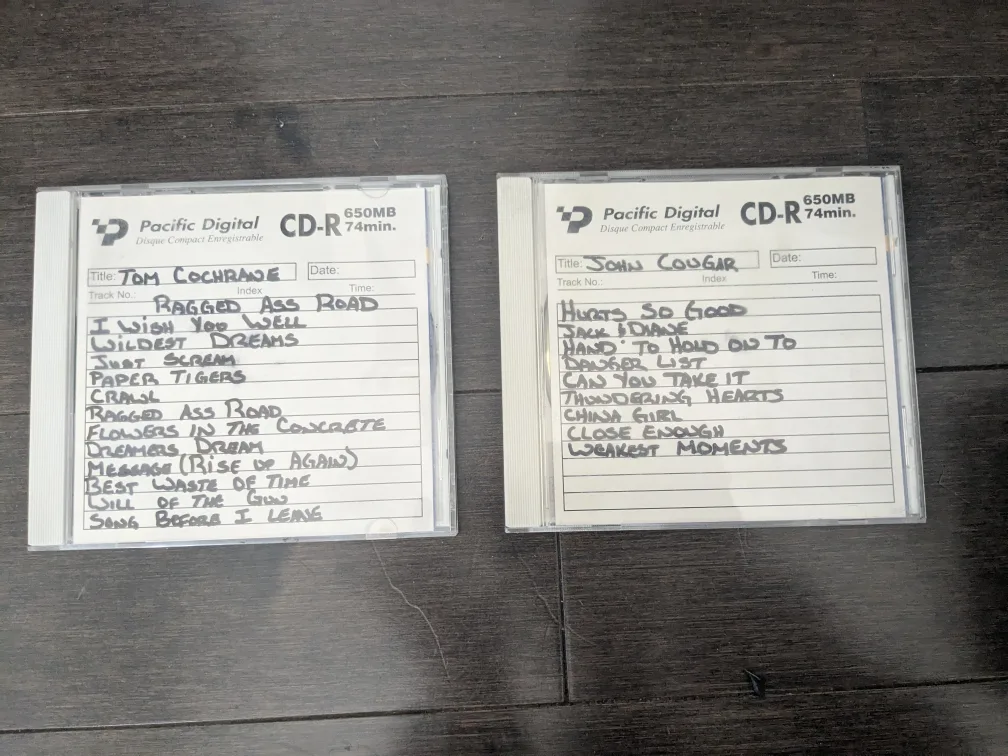 Pacific Digital
Disque Compact Enregistrable
CD-R 650MB 74min.
Title: TOM COCHRANE
Date:
Track No.: Index Time:
RAGGED ASS ROAD
I WISH YOU WELL
WILDEST DREAMS
JUST SCREAM
PAPER TIGERS
CRAWL
RAGGED ASS ROAD
FLOWERS IN THE CONCRETE
DREAMERS DREAM
MESSAGE (RISE UP AGAIN)
BEST WASTE OF TIME
WILL OF THE GUN
SONG BEFORE I LEAVE
Pacific Digital
Disque Compact Enregistrable
CD-R 650MB 74min.
Title: JOHN COUGAR
Date:
Track No.: Index Time:
HURTS SO GOOD
JACK & DIANE
HAND TO HOLD ON TO
DANGER LIST
CAN YOU TAKE IT
THUNDERING HEARTS
CHINA GIRL
CLOSE ENOUGH
WEAKEST MOMENTS